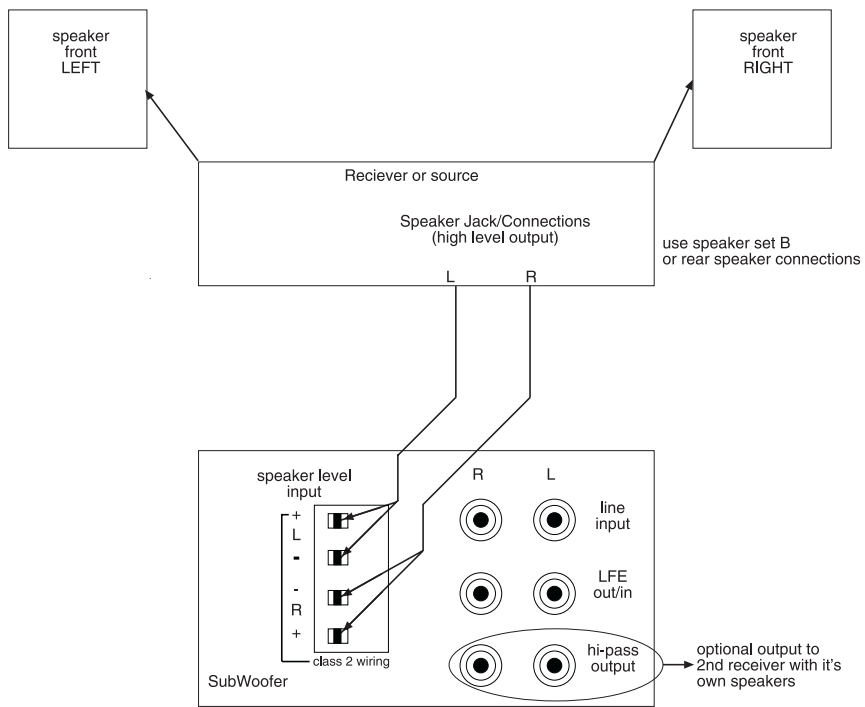 speaker
front
LEFT
speaker
front
RIGHT
Reciever or source
Speaker Jack/Connections
(high level output)
L R
use speaker set B
or rear speaker connections
speaker level
input
+
L
-
-
R
+
class 2 wiring
SubWoofer
R L
line
input
LFE
out/in
hi-pass
output
optional output to
2nd receiver with it's
own speakers